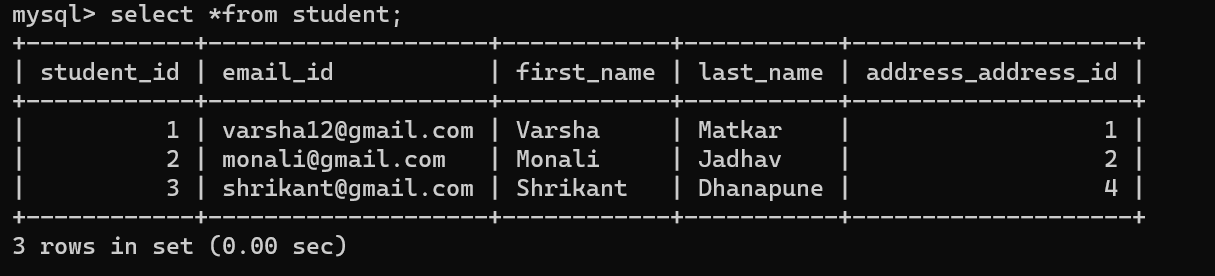 mysql> select *from student;
+------------+--------------------+------------+-----------+--------------------+
| student_id | email_id           | first_name | last_name | address_address_id |
+------------+--------------------+------------+-----------+--------------------+
|          1 | varsha12@gmail.com | Varsha     | Matkar    |                  1 |
|          2 | monali@gmail.com   | Monali     | Jadhav    |                  2 |
|          3 | shrikant@gmail.com | Shrikant   | Dhanapune |                  4 |
+------------+--------------------+------------+-----------+--------------------+
3 rows in set (0.00 sec)